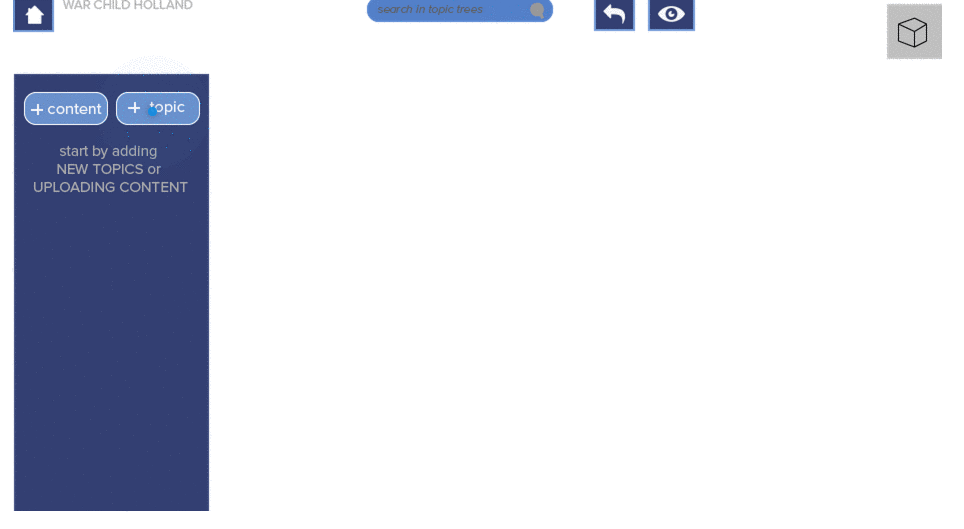 WAR CHILD HOLLAND
search in topic trees
+ content
+ topic
start by adding
NEW TOPICS or
UPLOADING CONTENT